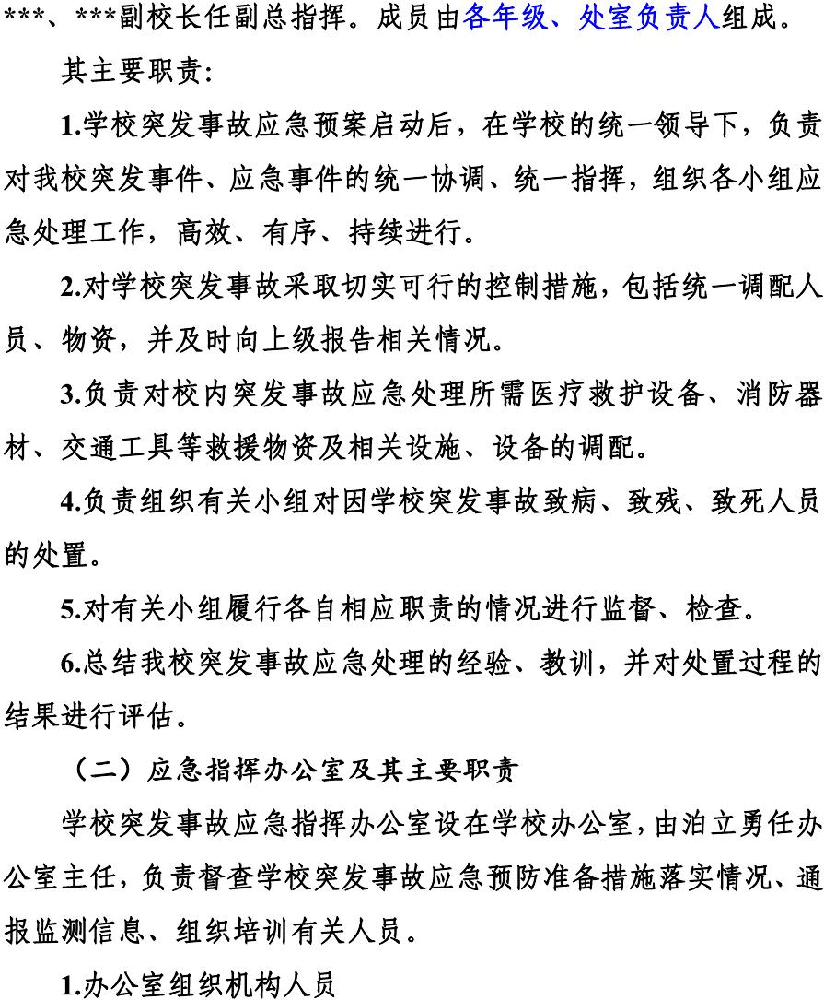 ***、***副校长任副总指挥。成员由各年级、处室负责人组成。
其主要职责：
1.学校突发事故应急预案启动后，在学校的统一领导下，负责
对我校突发事件、应急事件的统一协调、统一指挥，组织各小组应
急处理工作，高效、有序、持续进行。
2.对学校突发事故采取切实可行的控制措施，包括统一调配人
员、物资，并及时向上级报告相关情况。
3.负责对校内突发事故应急处理所需医疗救护设备、消防器
材、交通工具等救援物资及相关设施、设备的调配。
4.负责组织有关小组对因学校突发事故致病、致残、致死人员
的处置。
5.对有关小组履行各自相应职责的情况进行监督、检查。
6.总结我校突发事故应急处理的经验、教训，并对处置过程的
结果进行评估。
（二）应急指挥办公室及其主要职责
学校突发事故应急指挥办公室设在学校办公室，由泊立勇任办
公室主任，负责督查学校突发事故应急预防准备措施落实情况、通
报监测信息、组织培训有关人员。
1.办公室组织机构人员